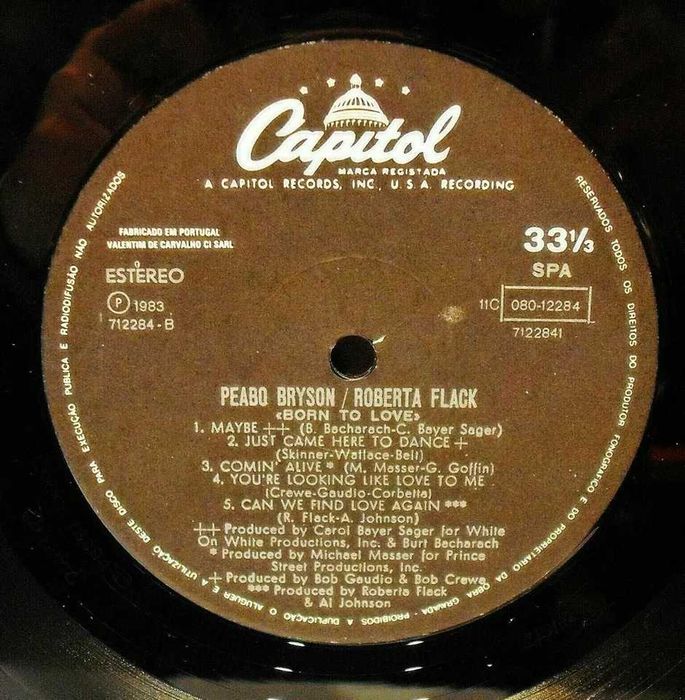 Capitol
MARCA REGISTADA
A CAPITOL RECORDS, INC., U.S.A. RECORDING
FABRICADO EM PORTUGAL
VALENTIM DE CARVALHO CI SARL
ESTÉREO
Ⓟ 1983
712284-B
33⅓
SPA
11C 080-12284
7122841
PEABO BRYSON / ROBERTA FLACK
«BORN TO LOVE»
1. MAYBE ++ (B. Bacharach-C. Bayer Sager)
2. JUST CAME HERE TO DANCE +
(Skinner-Wallace-Bell)
3. COMIN' ALIVE * (M. Masser-G. Goffin)
4. YOU'RE LOOKING LIKE LOVE TO ME
(Crewe-Gaudio-Corbetta)
5. CAN WE FIND LOVE AGAIN ***
(R. Flack-A. Johnson)
++ Produced by Carol Bayer Sager for White
On White Productions, Inc. & Burt Bacharach
* Produced by Michael Masser for Prince
Street Productions, Inc.
+ Produced by Bob Gaudio & Bob Crewe
*** Produced by Roberta Flack
& Al Johnson
RESERVADOS TODOS OS DIREITOS DO PRODUTOR FONOGRAFICO E DO PROPRIETARIO DA OBRA GRAVADA - PROIBIDOS A DUPLICAÇÃO O ALUGUER E A UTILIZAÇÃO DESTE DISCO PARA EXECUÇÃO PUBLICA E RADIODIFUSÃO NÃO AUTORIZADOS